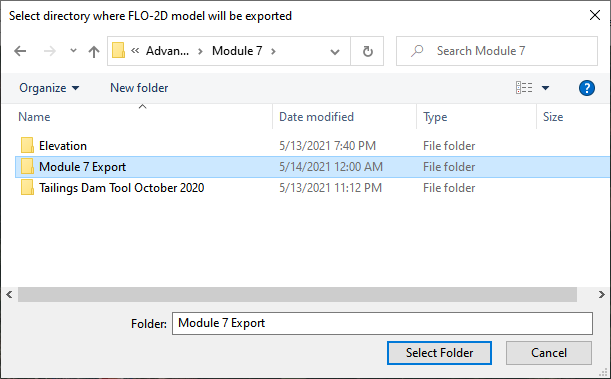 Select directory where FLO-2D model will be exported
« Advan... > Module 7 >
Search Module 7
Organize New folder
Name Date modified Type Size
Elevation 5/13/2021 7:40 PM File folder
Module 7 Export 5/14/2021 12:00 AM File folder
Tailings Dam Tool October 2020 5/13/2021 11:12 PM File folder
Folder: Module 7 Export
Select Folder Cancel